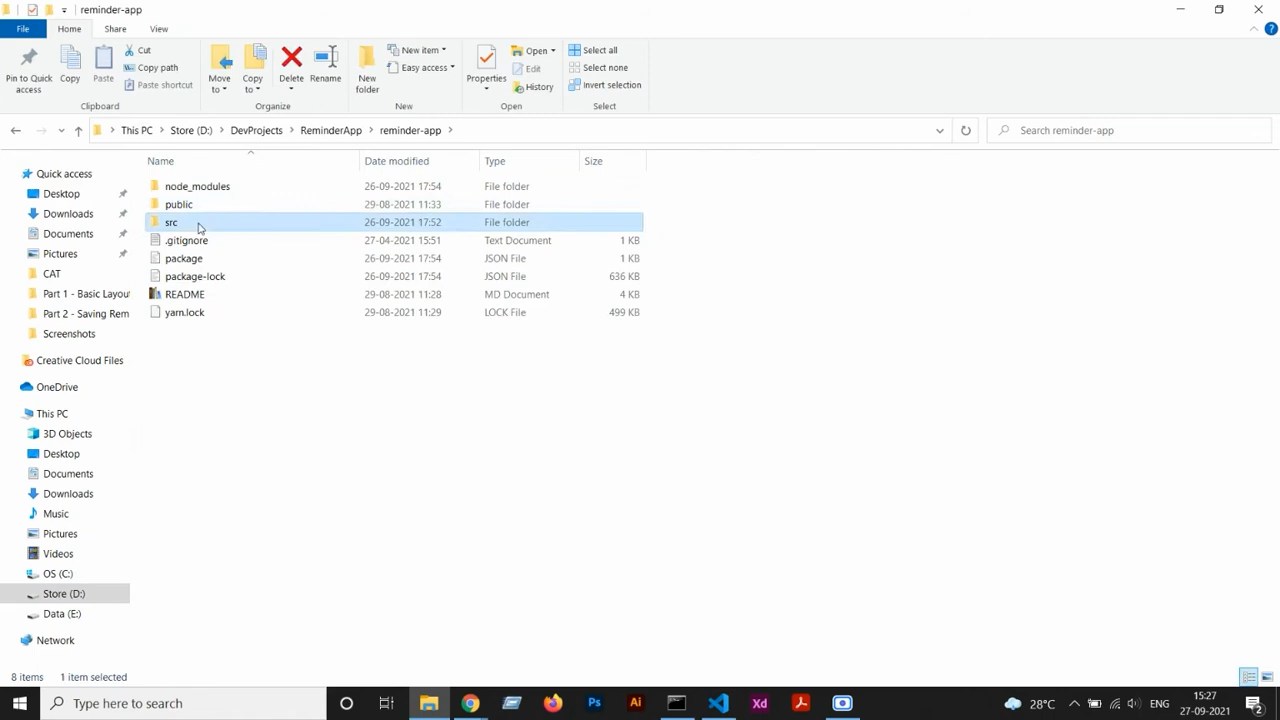 reminder-app
File Home Share View
Pin to Quick access
Copy
Paste
Cut
Copy path
Paste shortcut
Clipboard
Move to
Copy to
Delete
Rename
Organize
New folder
New item
Easy access
New
Properties
Open
Edit
History
Open
Select all
Select none
Invert selection
Select
This PC > Store (D:) > DevProjects > ReminderApp > reminder-app >
Search reminder-app
Name Date modified Type Size
node_modules 26-09-2021 17:54 File folder
public 29-08-2021 11:33 File folder
src 26-09-2021 17:52 File folder
.gitignore 27-04-2021 15:51 Text Document 1 KB
package 26-09-2021 17:54 JSON File 1 KB
package-lock 26-09-2021 17:54 JSON File 636 KB
README 29-08-2021 11:28 MD Document 4 KB
yarn.lock 29-08-2021 11:29 LOCK File 499 KB
Quick access
Desktop
Downloads
Documents
Pictures
CAT
Part 1 - Basic Layout
Part 2 - Saving Rem
Screenshots
Creative Cloud Files
OneDrive
This PC
3D Objects
Desktop
Documents
Downloads
Music
Pictures
Videos
OS (C:)
Store (D:)
Data (E:)
Network
8 items 1 item selected
Type here to search
Ps
Ai
Xd
28°C
ENG
15:27
27-09-2021
2